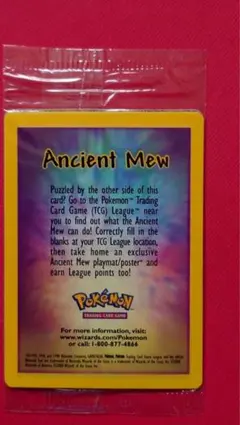 Ancient Mew
Puzzled by the other side of this
card? Go to the Pokemon™ Trading
Card Game (TCG) League™ near
you to find out what the Ancient
Mew can do! Correctly fill in the
blanks at your TCG League location,
then take home an exclusive
Ancient Mew playmat/poster™ and
earn League points too!
POKéMON
TRADING CARD GAME
For more information, visit:
www.wizards.com/Pokemon
or call: 1-800-877-4866